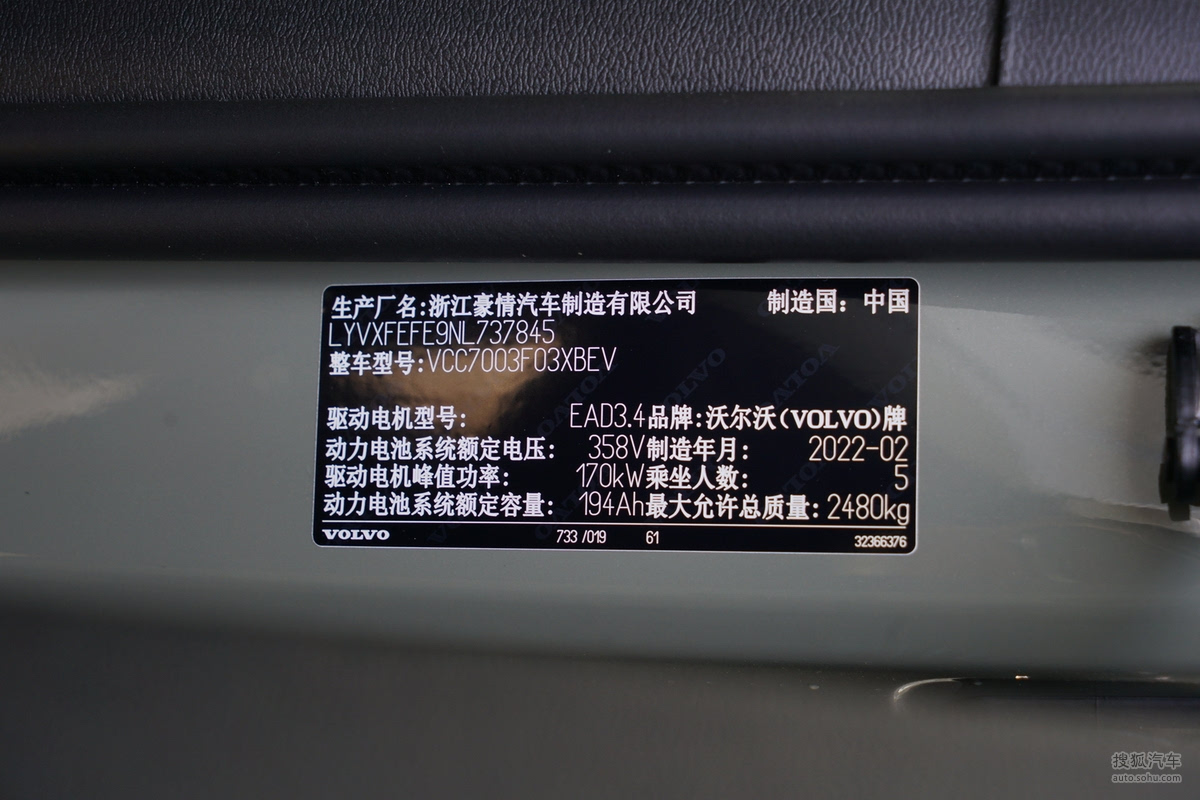 生产厂名:浙江豪情汽车制造有限公司 制造国：中国
LYVXFEFE9NL737845
整车型号:VCC7003F03XBEV
驱动电机型号: EAD3.4 品牌:沃尔沃(VOLVO)牌
动力电池系统额定电压: 358V 制造年月: 2022-02
驱动电机峰值功率: 170kW 乘坐人数: 5
动力电池系统额定容量: 194Ah 最大允许总质量: 2480kg
VOLVO 733 /019 61 32366376
搜狐汽车
auto.sohu.com